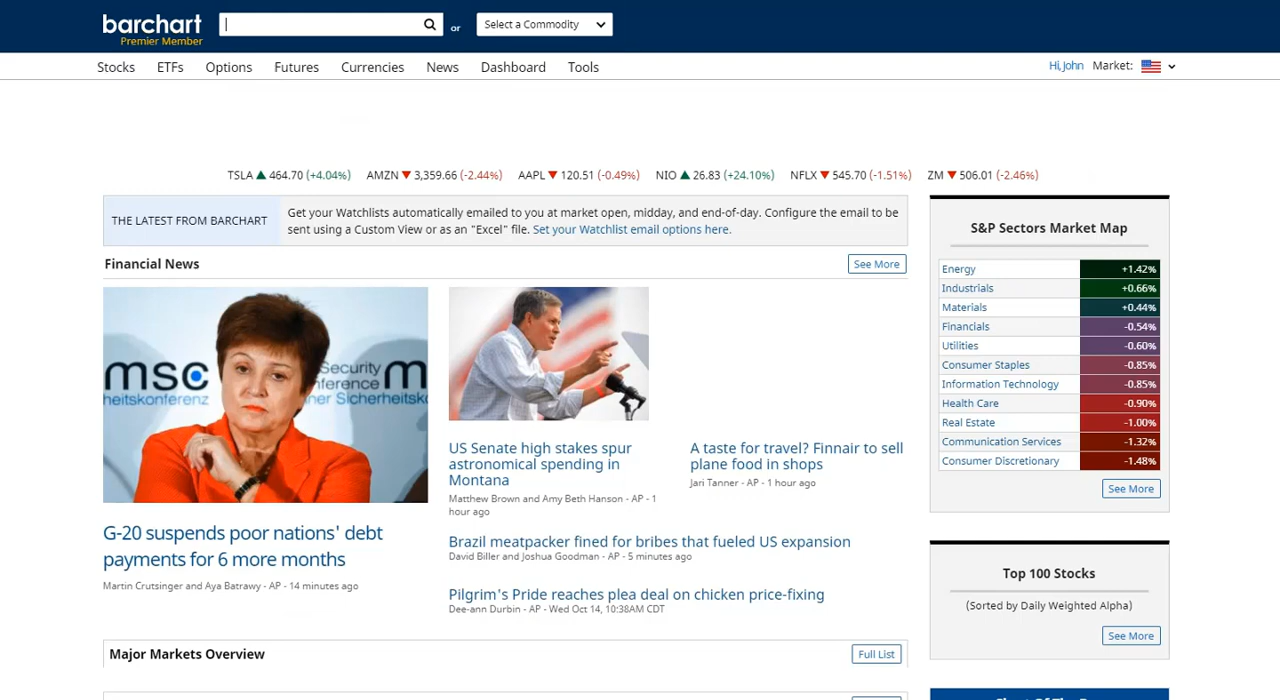 barchart
Premier Member
or
Select a Commodity
Stocks ETFs Options Futures Currencies News Dashboard Tools
Hi, John Market:
TSLA ▲ 464.70 (+4.04%) AMZN ▼ 3,359.66 (-2.44%) AAPL ▼ 120.51 (-0.49%) NIO ▲ 26.83 (+24.10%) NFLX ▼ 545.70 (-1.51%) ZM ▼ 506.01 (-2.46%)
THE LATEST FROM BARCHART
Get your Watchlists automatically emailed to you at market open, midday, and end-of-day. Configure the email to be
sent using a Custom View or as an "Excel" file. Set your Watchlist email options here.
Financial News
See More
msc
heitskonferenz
Security
nference
ner Sicherheitsko
m
G-20 suspends poor nations' debt
payments for 6 more months
Martin Crutsinger and Aya Batrawy - AP - 14 minutes ago
US Senate high stakes spur
astronomical spending in
Montana
Matthew Brown and Amy Beth Hanson - AP - 1
hour ago
A taste for travel? Finnair to sell
plane food in shops
Jari Tanner - AP - 1 hour ago
Brazil meatpacker fined for bribes that fueled US expansion
David Biller and Joshua Goodman - AP - 5 minutes ago
Pilgrim's Pride reaches plea deal on chicken price-fixing
Dee-ann Durbin - AP - Wed Oct 14, 10:38AM CDT
Major Markets Overview
Full List
S&P Sectors Market Map
Energy +1.42%
Industrials +0.66%
Materials +0.44%
Financials -0.54%
Utilities -0.60%
Consumer Staples -0.85%
Information Technology -0.85%
Health Care -0.90%
Real Estate -1.00%
Communication Services -1.32%
Consumer Discretionary -1.48%
See More
Top 100 Stocks
(Sorted by Daily Weighted Alpha)
See More